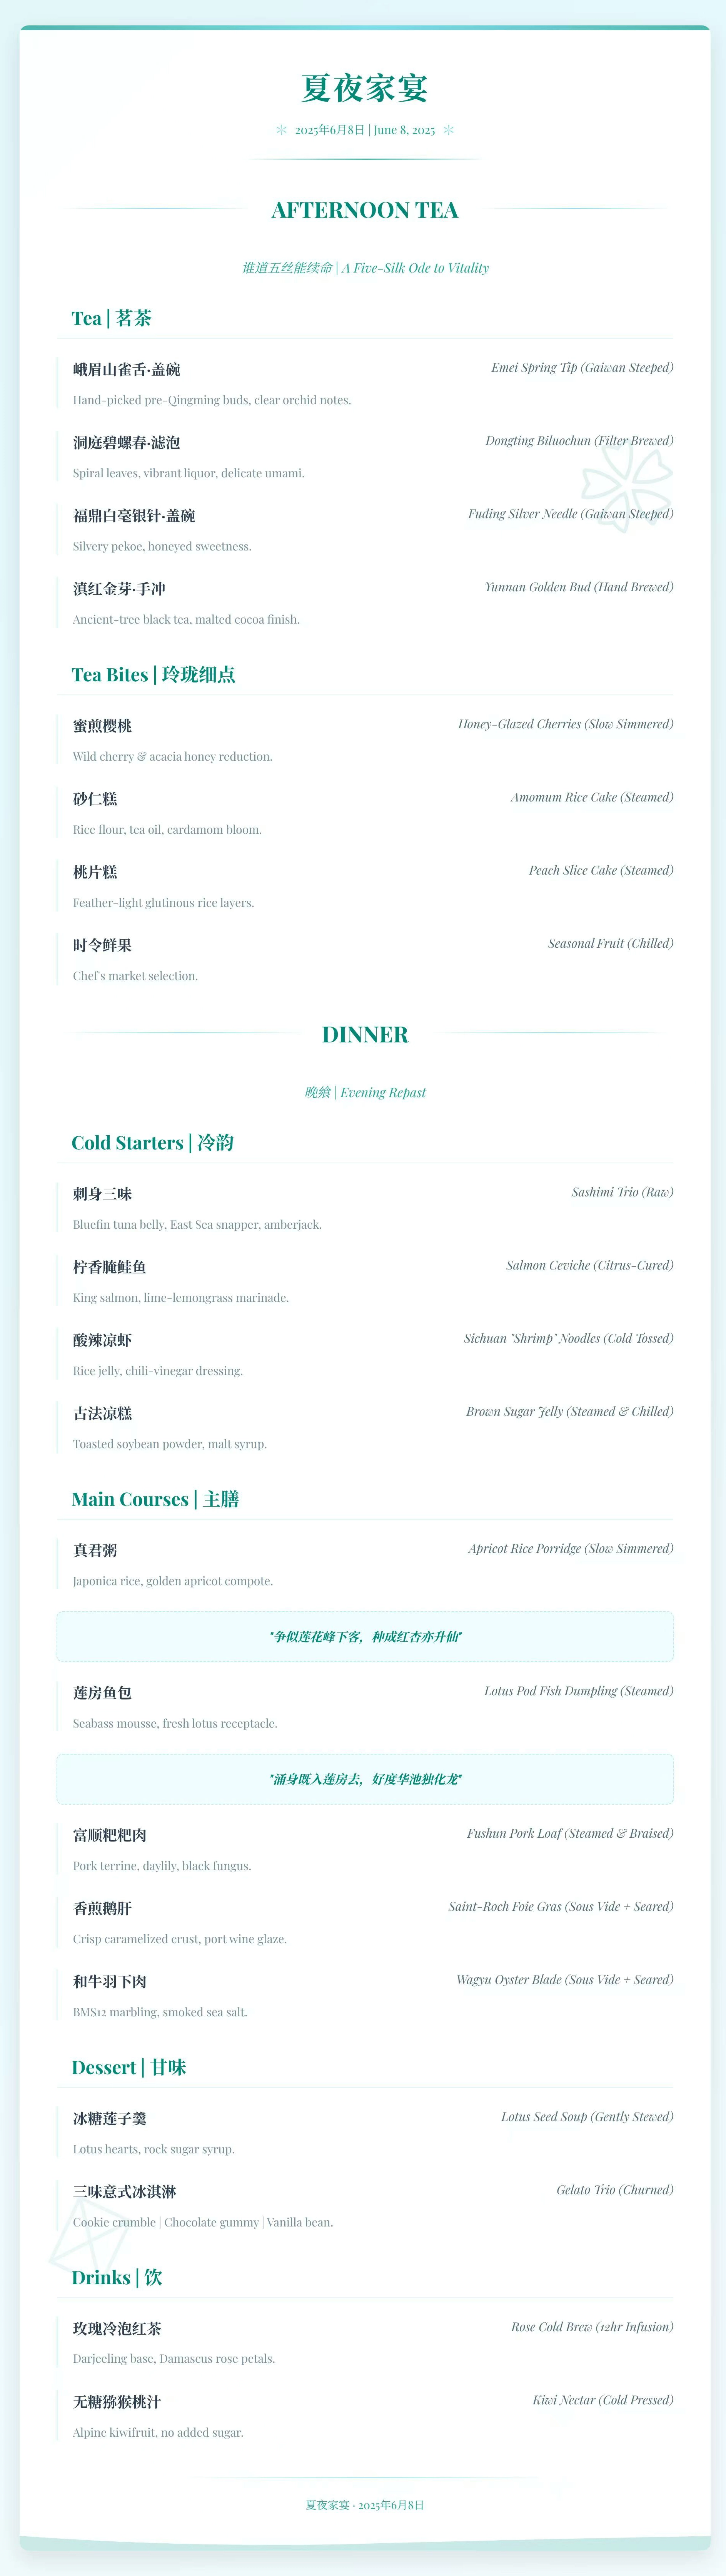 夏夜家宴
2025年6月8日 | June 8, 2025
AFTERNOON TEA
谁道五丝能续命 | A Five-Silk Ode to Vitality
Tea | 茗茶
峨眉山雀舌·盖碗 Emei Spring Tip (Gaiwan Steeped)
Hand-picked pre-Qingming buds, clear orchid notes.
洞庭碧螺春·滤泡 Dongting Biluochun (Filter Brewed)
Spiral leaves, vibrant liquor, delicate umami.
福鼎白毫银针·盖碗 Fuding Silver Needle (Gaiwan Steeped)
Silvery pekoe, honeyed sweetness.
滇红金芽·手冲 Yunnan Golden Bud (Hand Brewed)
Ancient-tree black tea, malted cocoa finish.
Tea Bites | 玲珑细点
蜜煎樱桃 Honey-Glazed Cherries (Slow Simmered)
Wild cherry & acacia honey reduction.
砂仁糕 Amomum Rice Cake (Steamed)
Rice flour, tea oil, cardamom bloom.
桃片糕 Peach Slice Cake (Steamed)
Feather-light glutinous rice layers.
时令鲜果 Seasonal Fruit (Chilled)
Chef's market selection.
DINNER
晚飨 | Evening Repast
Cold Starters | 冷韵
刺身三味 Sashimi Trio (Raw)
Bluefin tuna belly, East Sea snapper, amberjack.
柠香腌鲑鱼 Salmon Ceviche (Citrus-Cured)
King salmon, lime-lemongrass marinade.
酸辣凉虾 Sichuan "Shrimp" Noodles (Cold Tossed)
Rice jelly, chili-vinegar dressing.
古法凉糕 Brown Sugar Jelly (Steamed & Chilled)
Toasted soybean powder, malt syrup.
Main Courses | 主膳
真君粥 Apricot Rice Porridge (Slow Simmered)
Japonica rice, golden apricot compote.
"争似莲花峰下客，种成红杏亦升仙"
莲房鱼包 Lotus Pod Fish Dumpling (Steamed)
Seabass mousse, fresh lotus receptacle.
"涌身既入莲房去，好度华池独化龙"
富顺粑粑肉 Fushun Pork Loaf (Steamed & Braised)
Pork terrine, daylily, black fungus.
香煎鹅肝 Saint-Roch Foie Gras (Sous Vide + Seared)
Crisp caramelized crust, port wine glaze.
和牛羽下肉 Wagyu Oyster Blade (Sous Vide + Seared)
BMS12 marbling, smoked sea salt.
Dessert | 甘味
冰糖莲子羹 Lotus Seed Soup (Gently Stewed)
Lotus hearts, rock sugar syrup.
三味意式冰淇淋 Gelato Trio (Churned)
Cookie crumble | Chocolate gummy | Vanilla bean.
Drinks | 饮
玫瑰冷泡红茶 Rose Cold Brew (12hr Infusion)
Darjeeling base, Damascus rose petals.
无糖猕猴桃汁 Kiwi Nectar (Cold Pressed)
Alpine kiwifruit, no added sugar.
夏夜家宴 · 2025年6月8日